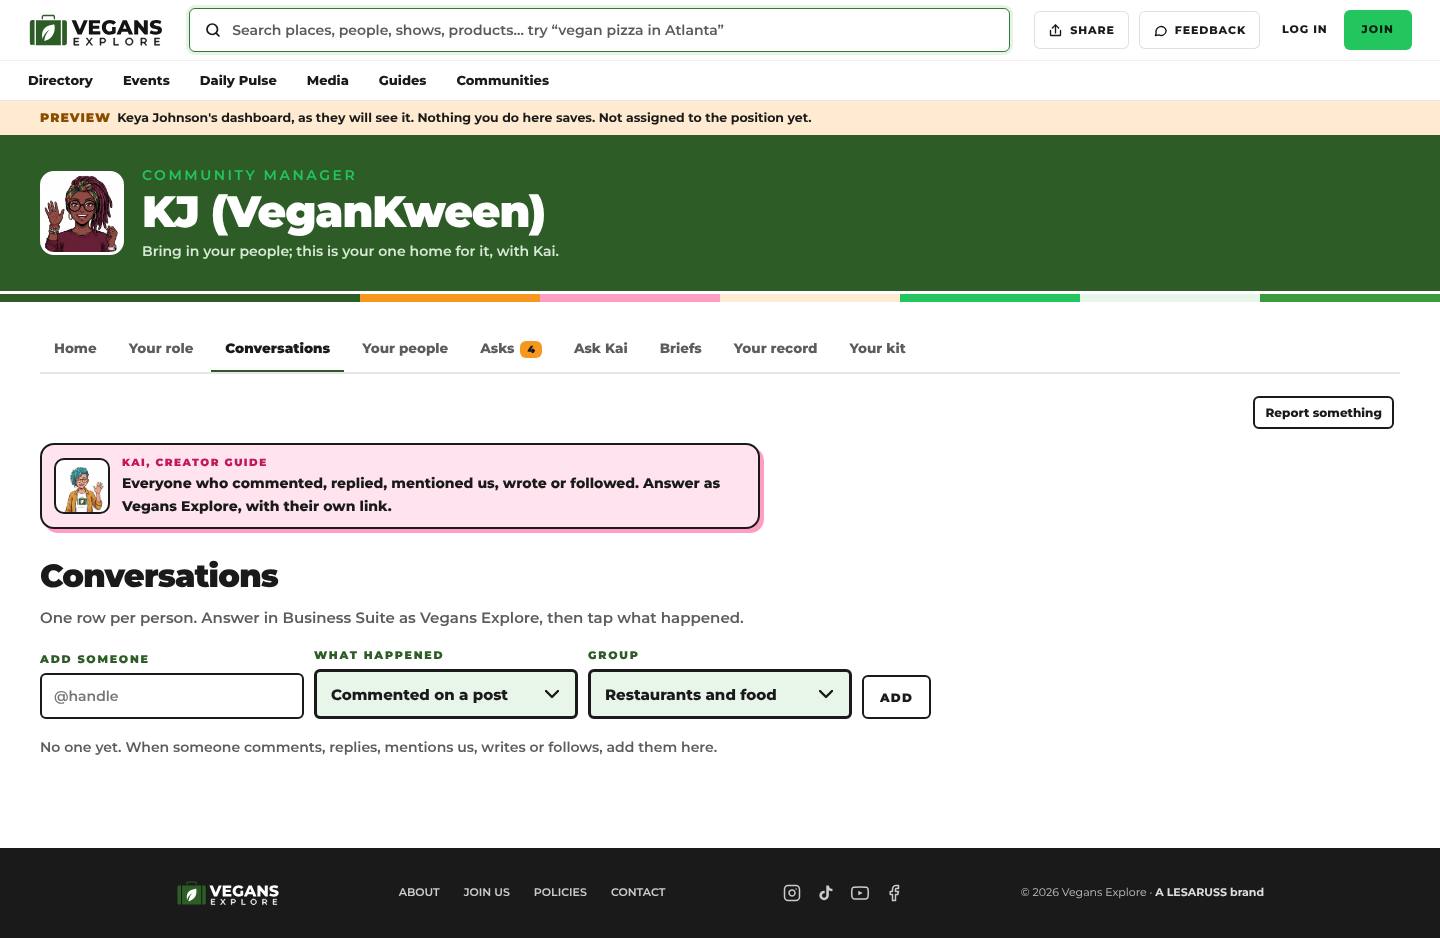 VEGANS EXPLORE
Search places, people, shows, products... try “vegan pizza in Atlanta”
SHARE
FEEDBACK
LOG IN
JOIN
Directory
Events
Daily Pulse
Media
Guides
Communities
PREVIEW Keya Johnson's dashboard, as they will see it. Nothing you do here saves. Not assigned to the position yet.
COMMUNITY MANAGER
KJ (VeganKween)
Bring in your people; this is your one home for it, with Kai.
Home
Your role
Conversations
Your people
Asks 4
Ask Kai
Briefs
Your record
Your kit
Report something
KAI, CREATOR GUIDE
Everyone who commented, replied, mentioned us, wrote or followed. Answer as
Vegans Explore, with their own link.
Conversations
One row per person. Answer in Business Suite as Vegans Explore, then tap what happened.
ADD SOMEONE
WHAT HAPPENED
GROUP
@handle
Commented on a post
Restaurants and food
ADD
No one yet. When someone comments, replies, mentions us, writes or follows, add them here.
VEGANS EXPLORE
ABOUT
JOIN US
POLICIES
CONTACT
© 2026 Vegans Explore · A LESARUSS brand